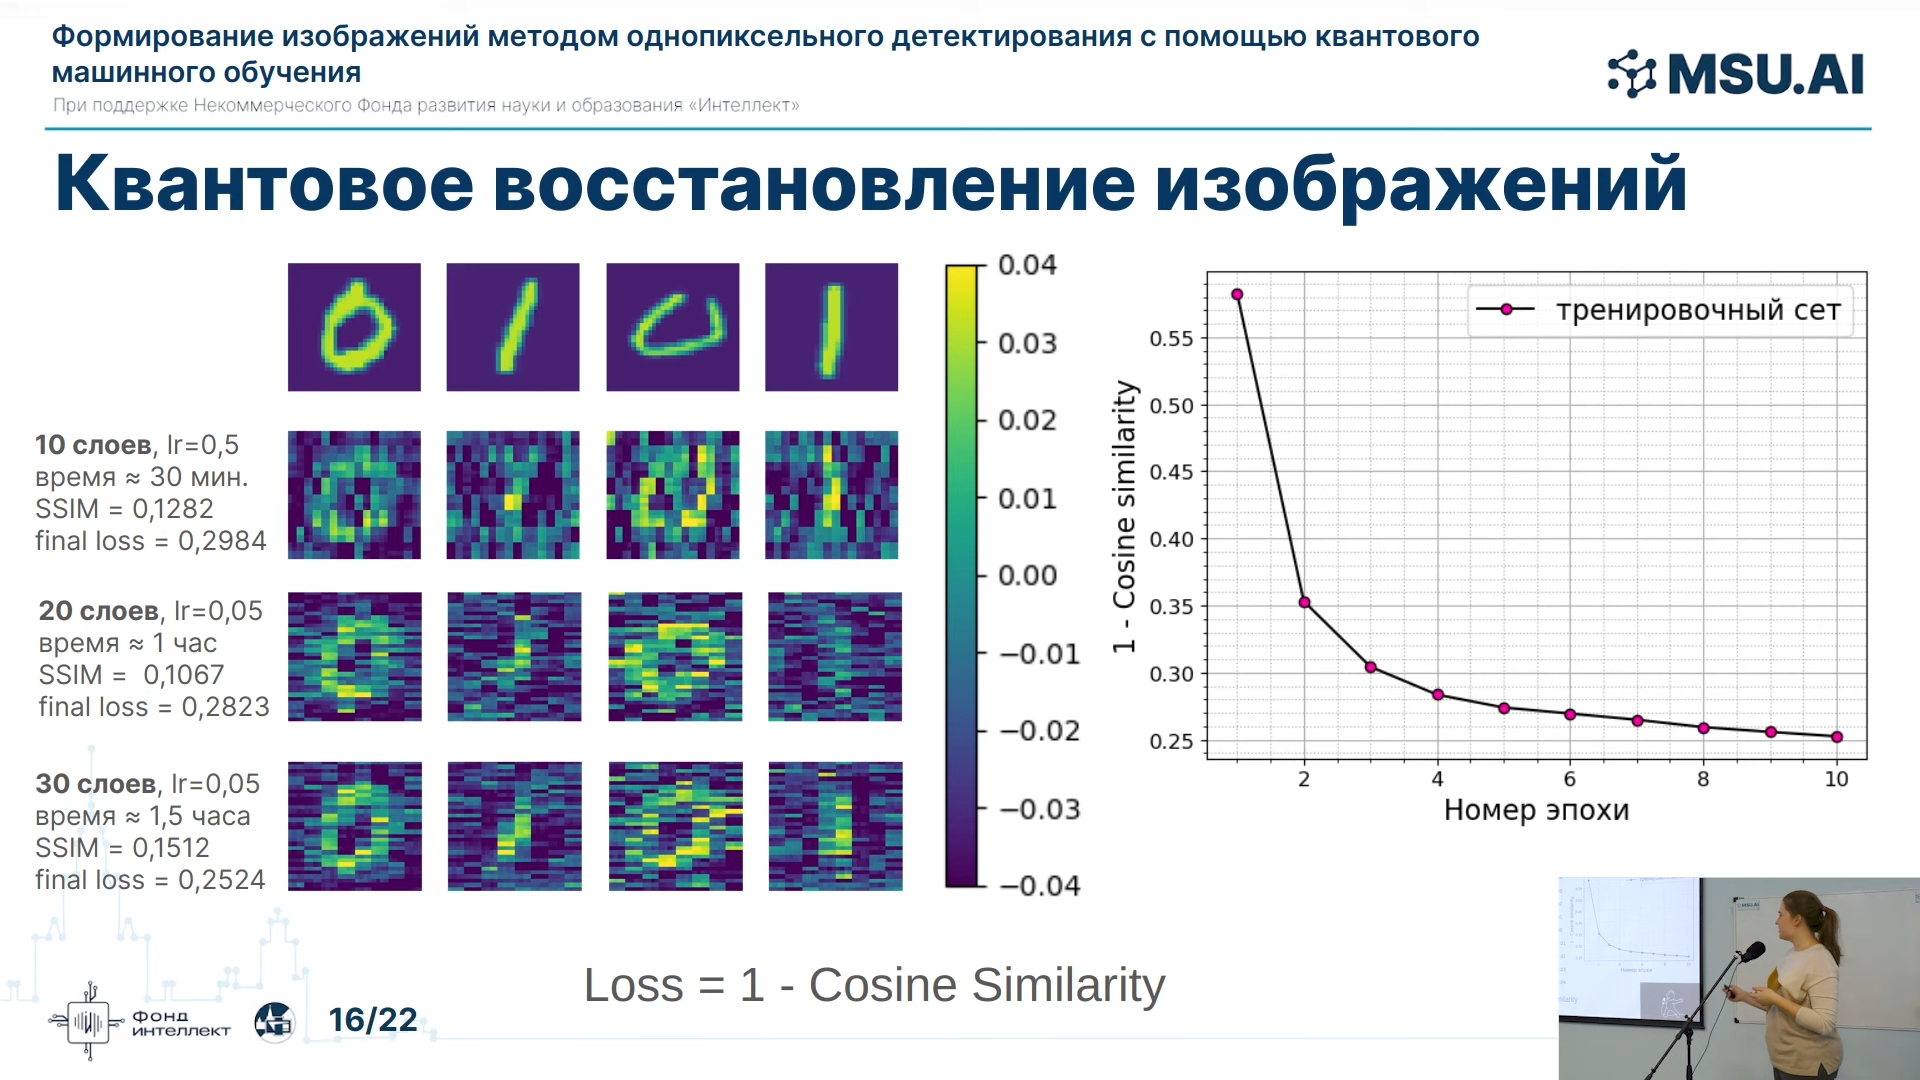 Формирование изображений методом однопиксельного детектирования с помощью квантового
машинного обучения
При поддержке Некоммерческого Фонда развития науки и образования «Интеллект»
MSU.AI
Квантовое восстановление изображений
10 слоев, lr=0,5
время ≈ 30 мин.
SSIM = 0,1282
final loss = 0,2984
20 слоев, lr=0,05
время ≈ 1 час
SSIM = 0,1067
final loss = 0,2823
30 слоев, lr=0,05
время ≈ 1,5 часа
SSIM = 0,1512
final loss = 0,2524
0.04
0.03
0.02
0.01
0.00
−0.01
−0.02
−0.03
−0.04
тренировочный сет
1 - Cosine similarity
0.55
0.50
0.45
0.40
0.35
0.30
0.25
2 4 6 8 10
Номер эпохи
Loss = 1 - Cosine Similarity
ФОНД
ИНТЕЛЛЕКТ
16/22